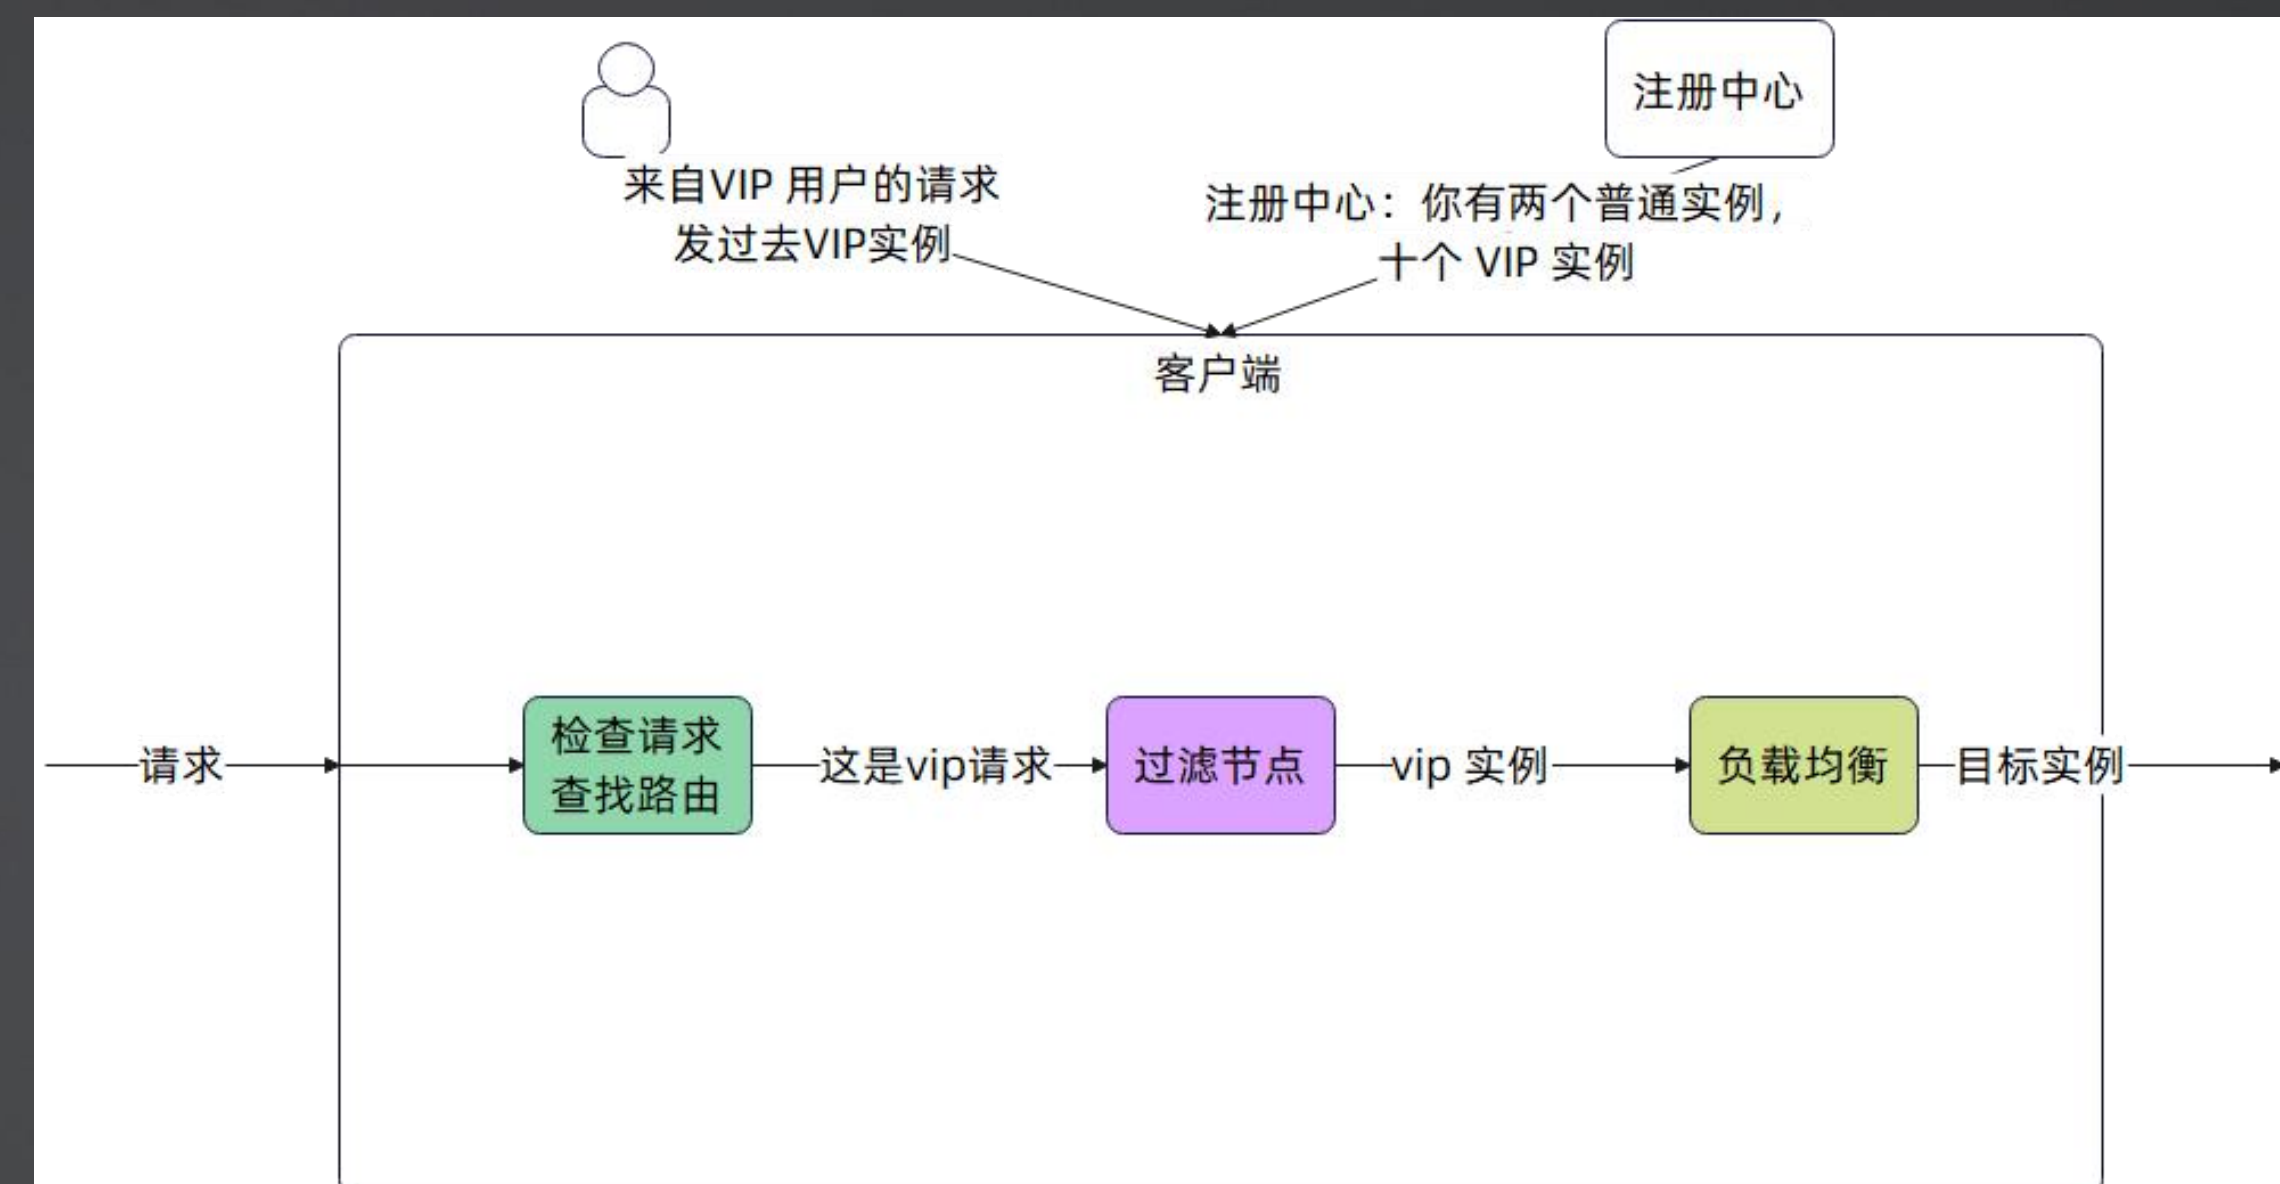 注册中心
来自VIP 用户的请求
发过去VIP实例
注册中心：你有两个普通实例，
十个 VIP 实例
客户端
请求
检查请求
查找路由
这是vip请求
过滤节点
vip 实例
负载均衡
目标实例